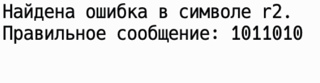 Найдена ошибка в символе r2.
Правильное сообщение: 1011010